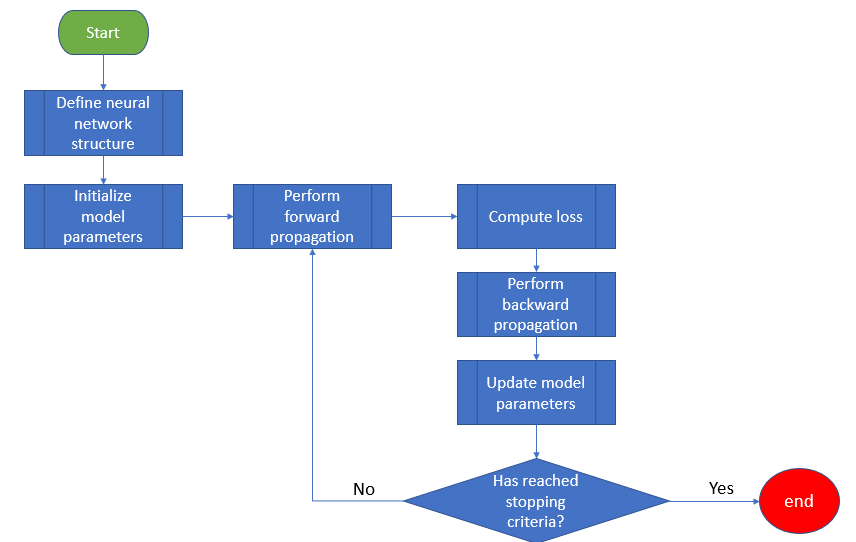 Start
Define neural
network
structure
Initialize
model
parameters
Perform
forward
propagation
Compute loss
Perform
backward
propagation
Update model
parameters
Has reached
stopping
criteria?
No
Yes
end